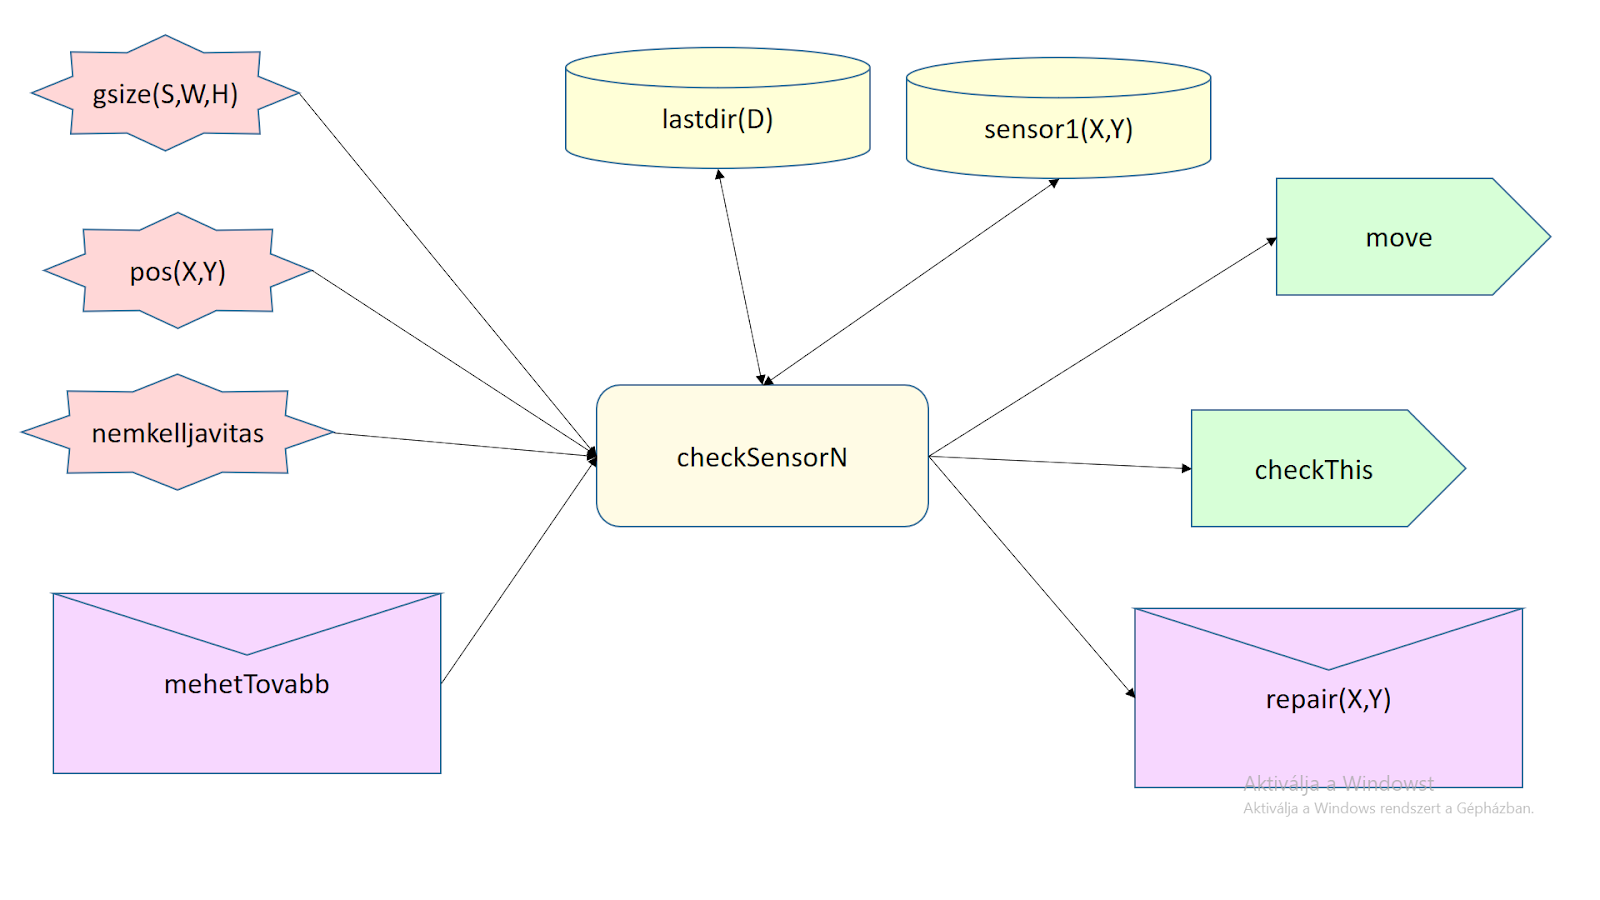 gsize(S,W,H)
lastdir(D)
sensor1(X,Y)
move
pos(X,Y)
nemkelljavitas
checkSensorN
checkThis
mehetTovabb
repair(X,Y)
Aktiválja a Windowst
Aktiválja a Windows rendszert a Gépházban.